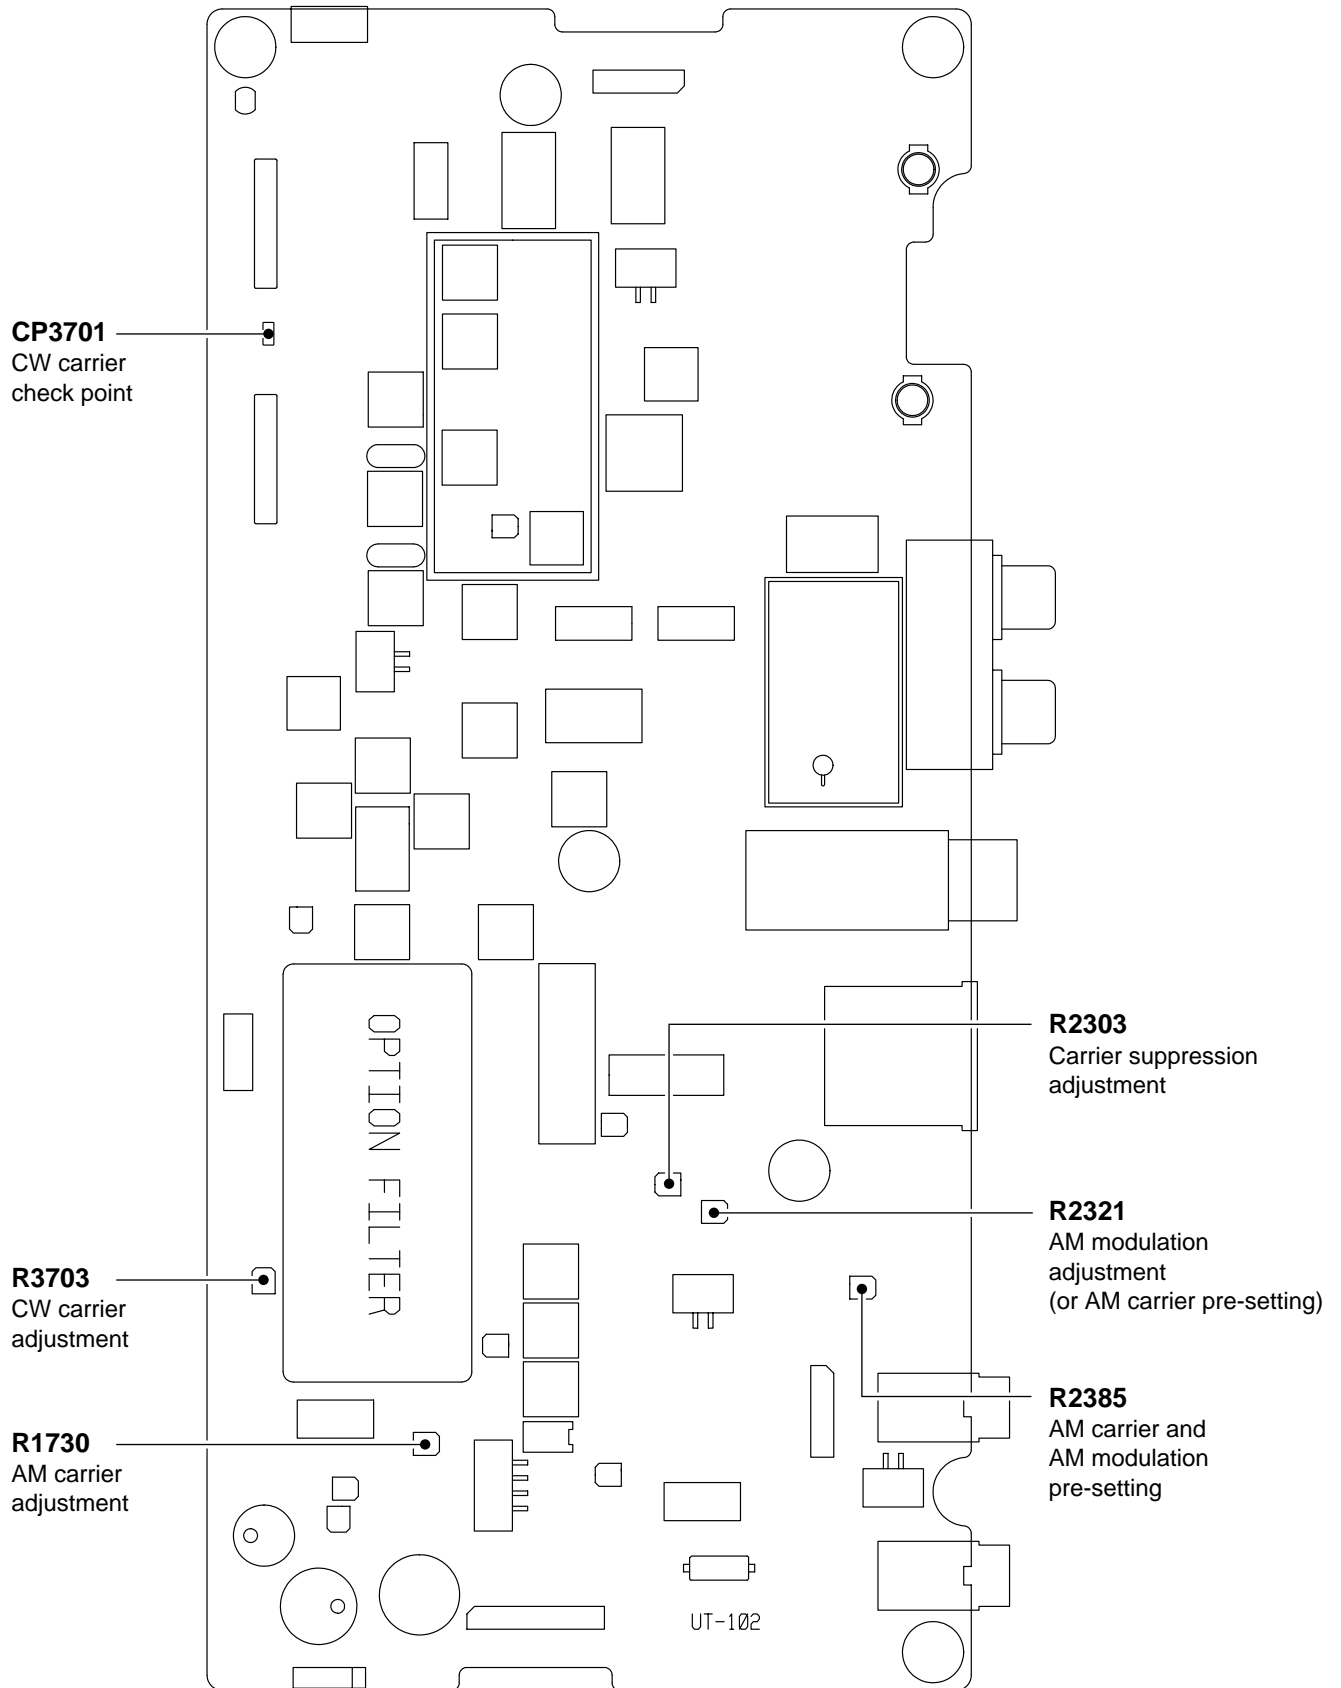 CP3701
CW carrier
check point
R3703
CW carrier
adjustment
R1730
AM carrier
adjustment
OPTION FILTER
R2303
Carrier suppression
adjustment
R2321
AM modulation
adjustment
(or AM carrier pre-setting)
R2385
AM carrier and
AM modulation
pre-setting
UT-102